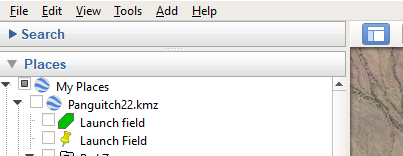 File Edit View Tools Add Help
Search
Places
My Places
Panguitch22.kmz
Launch field
Launch Field